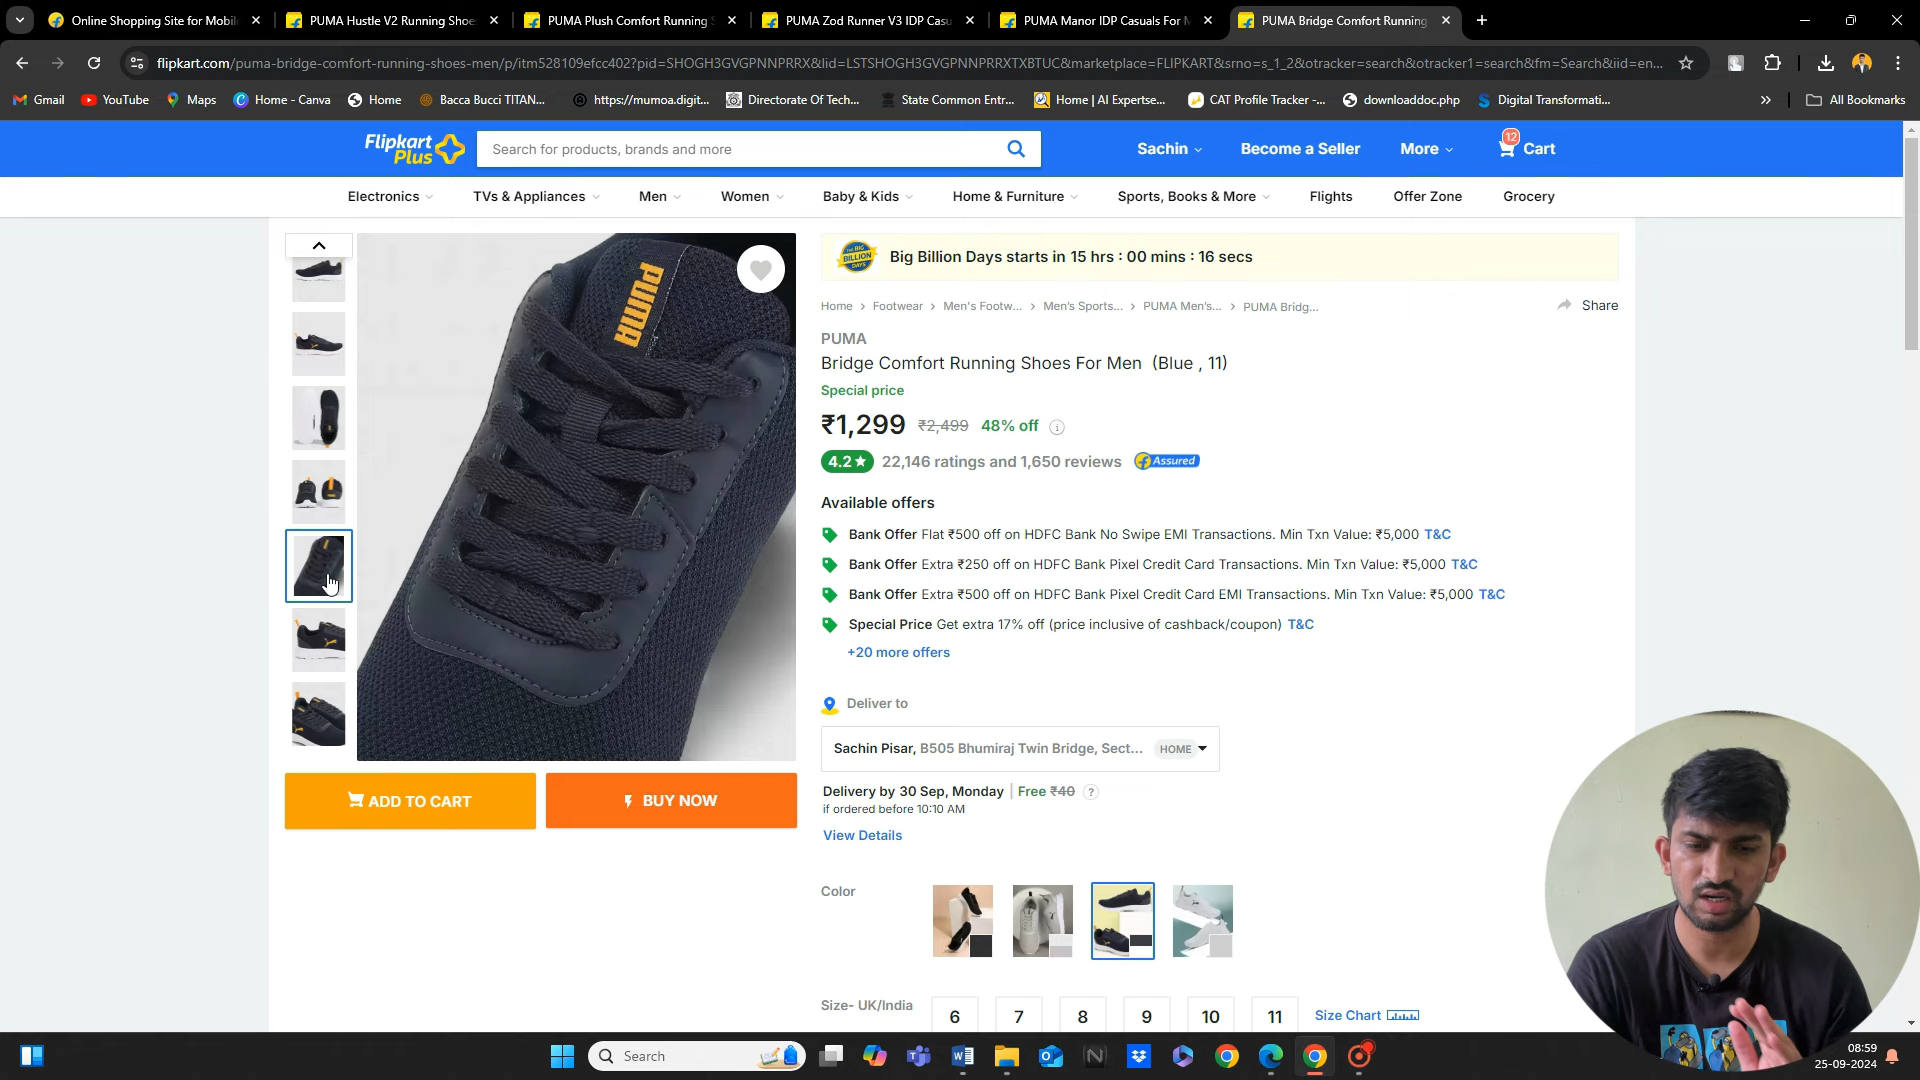 Online Shopping Site for Mobil
PUMA Hustle V2 Running Shoe
PUMA Plush Comfort Running S
PUMA Zod Runner V3 IDP Casu
PUMA Manor IDP Casuals For M
PUMA Bridge Comfort Running
flipkart.com/puma-bridge-comfort-running-shoes-men/p/itm528109efcc402?pid=SHOGH3GVGPNNPRRX&lid=LSTSHOGH3GVGPNNPRRXTXBTUC&marketplace=FLIPKART&srno=s_1_2&otracker=search&otracker1=search&fm=Search&iid=en...
Gmail
YouTube
Maps
Home - Canva
Home
Bacca Bucci TITAN...
https://mumoa.digit...
Directorate Of Tech...
State Common Entr...
Home | AI Expertse...
CAT Profile Tracker -...
downloaddoc.php
Digital Transformati...
All Bookmarks
Flipkart
Plus
Search for products, brands and more
Sachin
Become a Seller
More
12
Cart
Electronics
TVs & Appliances
Men
Women
Baby & Kids
Home & Furniture
Sports, Books & More
Flights
Offer Zone
Grocery
PUMA
THE BIG BILLION DAYS
Big Billion Days starts in 15 hrs : 00 mins : 16 secs
Home > Footwear > Men's Footw... > Men's Sports... > PUMA Men's... > PUMA Bridg...
Share
PUMA
Bridge Comfort Running Shoes For Men (Blue , 11)
Special price
₹1,299 ₹2,499 48% off
4.2★ 22,146 ratings and 1,650 reviews Assured
Available offers
Bank Offer Flat ₹500 off on HDFC Bank No Swipe EMI Transactions. Min Txn Value: ₹5,000 T&C
Bank Offer Extra ₹250 off on HDFC Bank Pixel Credit Card Transactions. Min Txn Value: ₹5,000 T&C
Bank Offer Extra ₹500 off on HDFC Bank Pixel Credit Card EMI Transactions. Min Txn Value: ₹5,000 T&C
Special Price Get extra 17% off (price inclusive of cashback/coupon) T&C
+20 more offers
Deliver to
Sachin Pisar, B505 Bhumiraj Twin Bridge, Sect... HOME
ADD TO CART
BUY NOW
Delivery by 30 Sep, Monday | Free ₹40 ?
if ordered before 10:10 AM
View Details
Color
Size- UK/India
6
7
8
9
10
11
Size Chart
Search
08:59
25-09-2024